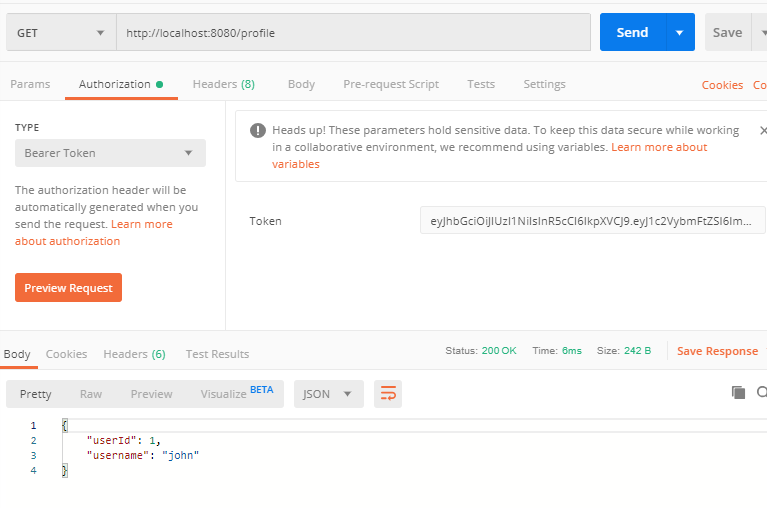 GET http://localhost:8080/profile Send Save
Params Authorization Headers (8) Body Pre-request Script Tests Settings Cookies Co
TYPE
Bearer Token
The authorization header will be
automatically generated when you
send the request. Learn more
about authorization
Preview Request
Heads up! These parameters hold sensitive data. To keep this data secure while working
in a collaborative environment, we recommend using variables. Learn more about
variables
Token eyJhbGciOiJIUzI1NiIsInR5cCI6IkpXVCJ9.eyJ1c2VybmFtZSI6Im...
Body Cookies Headers (6) Test Results Status: 200 OK Time: 6ms Size: 242 B Save Response
Pretty Raw Preview Visualize BETA JSON
1 {
2 "userId": 1,
3 "username": "john"
4 }